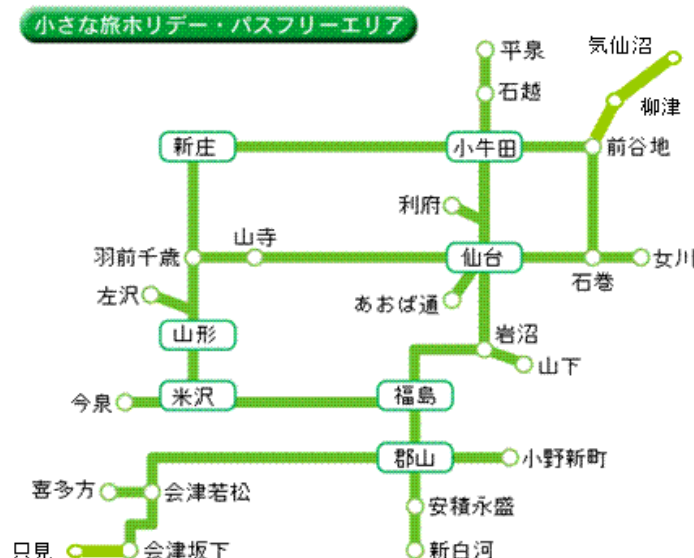 小さな旅ホリデー・パスフリーエリア
平泉
気仙沼
石越
柳津
新庄
小牛田
前谷地
利府
山寺
羽前千歳
仙台
女川
石巻
左沢
あおば通
山形
岩沼
山下
今泉
米沢
福島
郡山
小野新町
喜多方
会津若松
安積永盛
只見
会津坂下
新白河